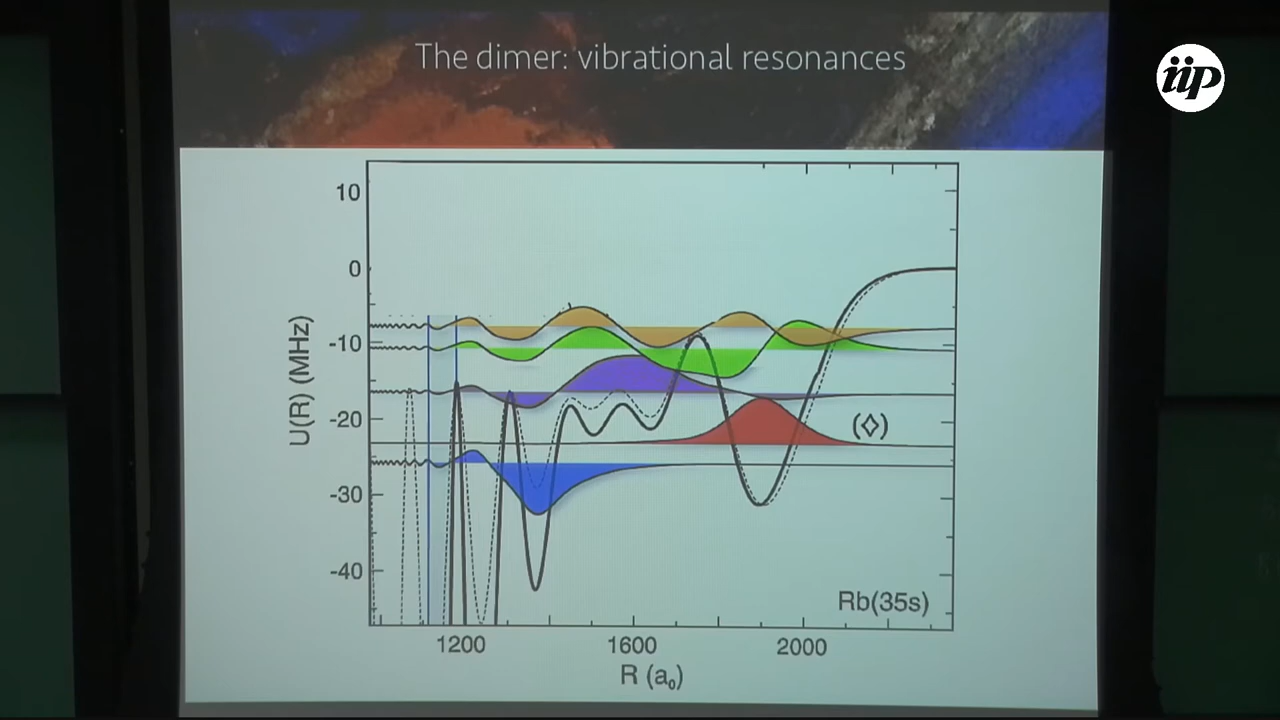 The dimer: vibrational resonances
iip
10
0
-10
-20
-30
-40
U(R) (MHz)
(◊)
Rb(35s)
1200
1600
2000
R (a₀)